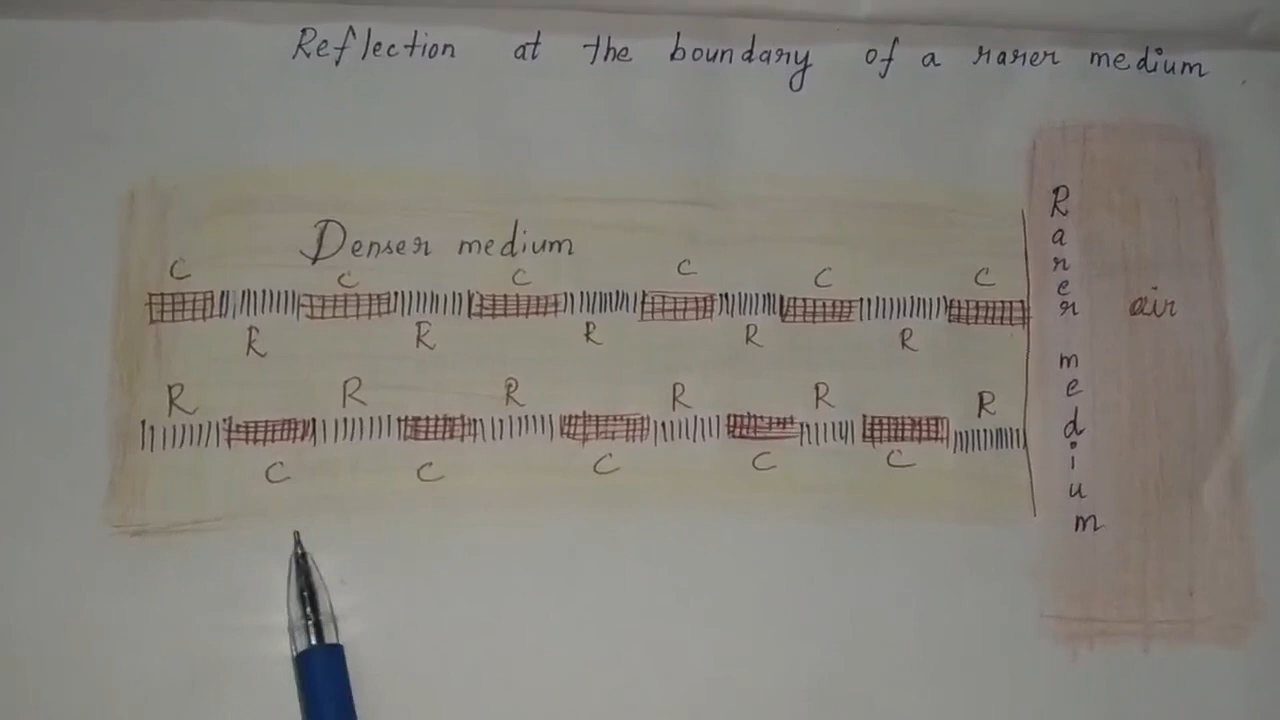 Reflection at the boundary of a rarer medium
Denser medium
C C C C C C
R R R R R
R R R R R R
C C C C C
Rarer medium
air